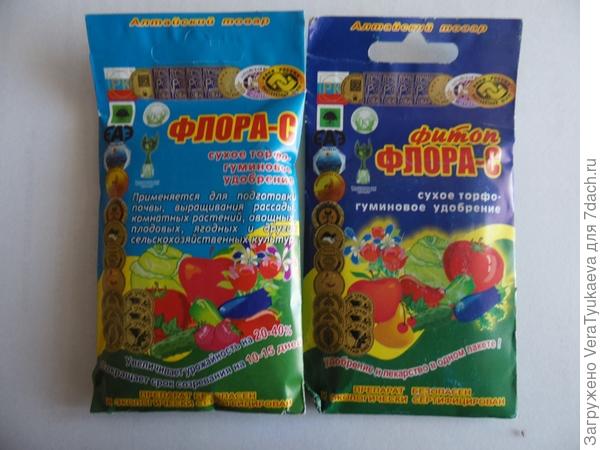 Алтайский товар
ФЛОРА-С
сухое торфо-
гуминовое
удобрение
Применяется для подготовки
почвы, выращивания рассады
комнатных растений, овощных
плодовых, ягодных и других
сельскохозяйственных культур
Увеличивает урожайность на 20-40%
сокращает срок созревания на 10-15 дней
ПРЕПАРАТ БЕЗОПАСЕН
И ЭКОЛОГИЧЕСКИ СЕРТИФИЦИРОВАН
Алтайский товар
фитоп
ФЛОРА-С
сухое торфо-
гуминовое удобрение
Удобрение и лекарство в одном пакете !
ПРЕПАРАТ БЕЗОПАСЕН
И ЭКОЛОГИЧЕСКИ СЕРТИФИЦИРОВАН
Загружено VeraTyukaeva для 7dach.ru